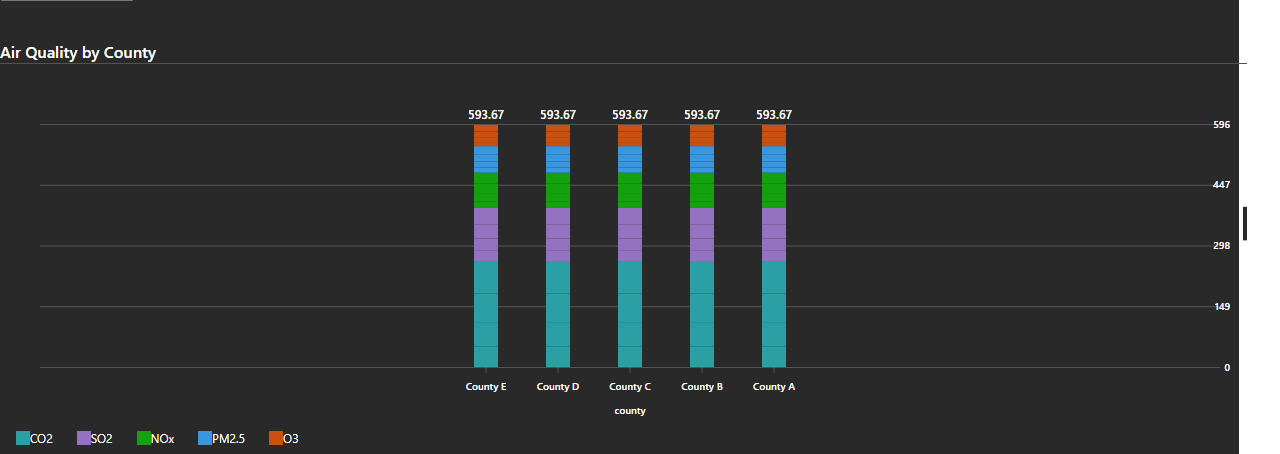 Air Quality by County
593.67 593.67 593.67 593.67 593.67
596
447
298
149
0
County E County D County C County B County A
county
CO2 SO2 NOx PM2.5 O3